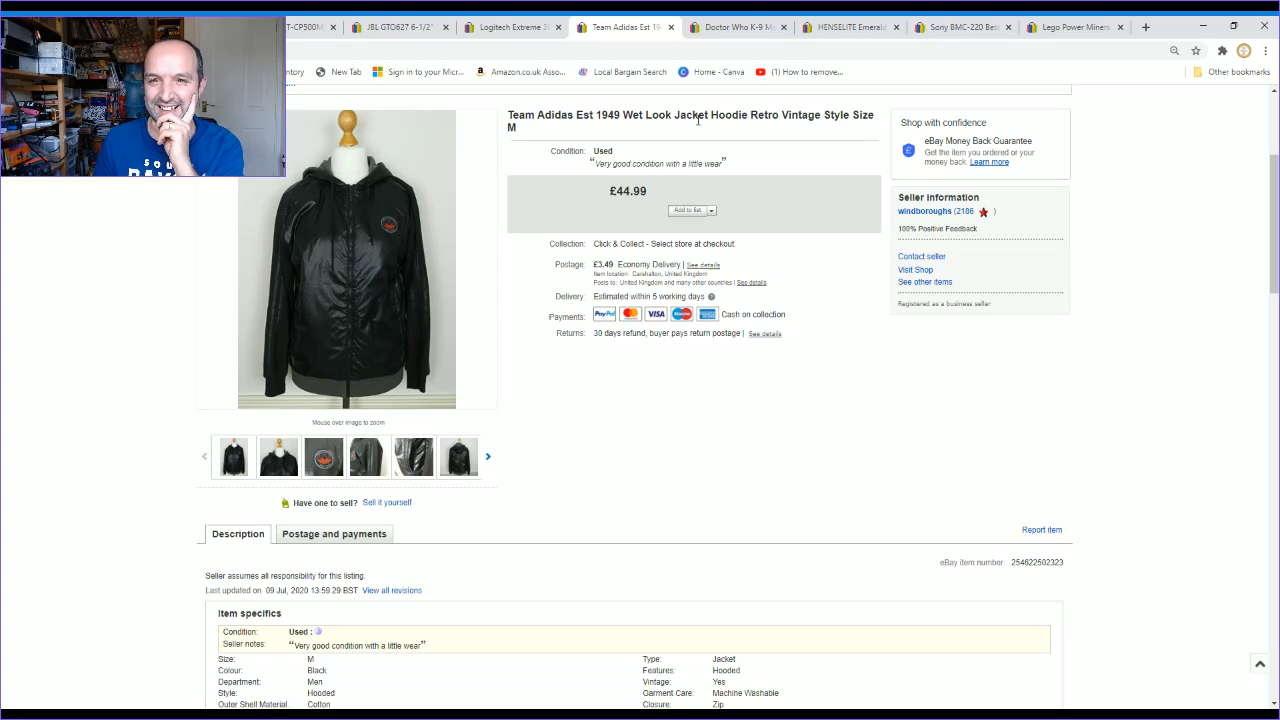 T-CP500M
JBL GTO627 6-1/2"
Logitech Extreme 3
Team Adidas Est 19
Doctor Who K-9 M
HENSELITE Emerald
Sony BMC-220 Beta
Lego Power Miners
ntory
New Tab
Sign in to your Micr...
Amazon.co.uk Asso...
Local Bargain Search
Home - Canva
(1) How to remove...
Other bookmarks
Team Adidas Est 1949 Wet Look Jacket Hoodie Retro Vintage Style Size
M
Condition: Used
"Very good condition with a little wear"
£44.99
Add to list
Collection: Click & Collect - Select store at checkout.
Postage: £3.49 Economy Delivery | See details
Item location: Carshalton, United Kingdom
Posts to: United Kingdom and many other countries | See details
Delivery: Estimated within 5 working days
Payments: PayPal VISA Cash on collection
Returns: 30 days refund, buyer pays return postage | See details
Shop with confidence
eBay Money Back Guarantee
Get the item you ordered or your
money back. Learn more
Seller information
windboroughs (2186 )
100% Positive Feedback
Contact seller
Visit Shop
See other items
Registered as a business seller
Mouse over image to zoom
Have one to sell? Sell it yourself
Description
Postage and payments
Report item
eBay item number: 254622502323
Seller assumes all responsibility for this listing.
Last updated on 09 Jul, 2020 13:59:29 BST View all revisions
Item specifics
Condition: Used :
Seller notes: "Very good condition with a little wear"
Size: M
Type: Jacket
Colour: Black
Features: Hooded
Department: Men
Vintage: Yes
Style: Hooded
Garment Care: Machine Washable
Outer Shell Material: Cotton
Closure: Zip